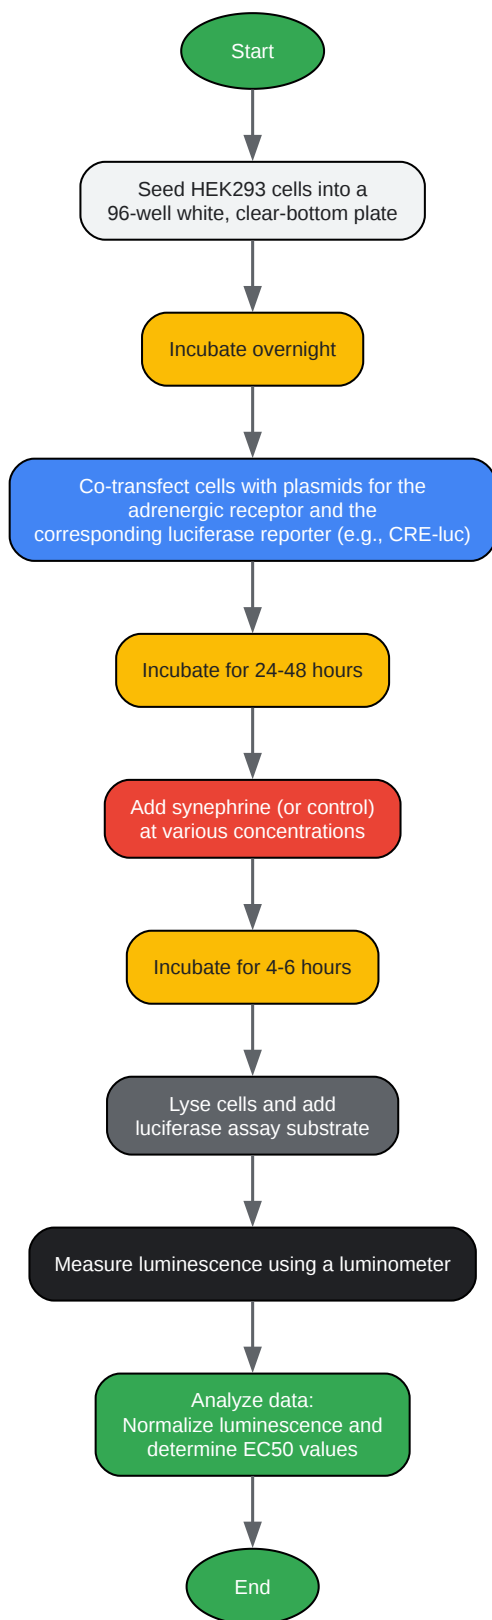 Start
Seed HEK293 cells into a
96-well white, clear-bottom plate
Incubate overnight
Co-transfect cells with plasmids for the
adrenergic receptor and the
corresponding luciferase reporter (e.g., CRE-luc)
Incubate for 24-48 hours
Add synephrine (or control)
at various concentrations
Incubate for 4-6 hours
Lyse cells and add
luciferase assay substrate
Measure luminescence using a luminometer
Analyze data:
Normalize luminescence and
determine EC50 values
End